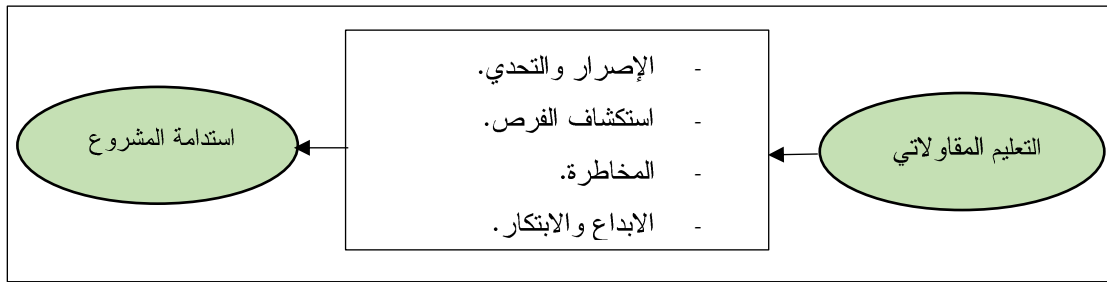 التعليم المقاولاتي
- الإصرار والتحدي.
- استكشاف الفرص.
- المخاطرة.
- الابداع والابتكار.
استدامة المشروع